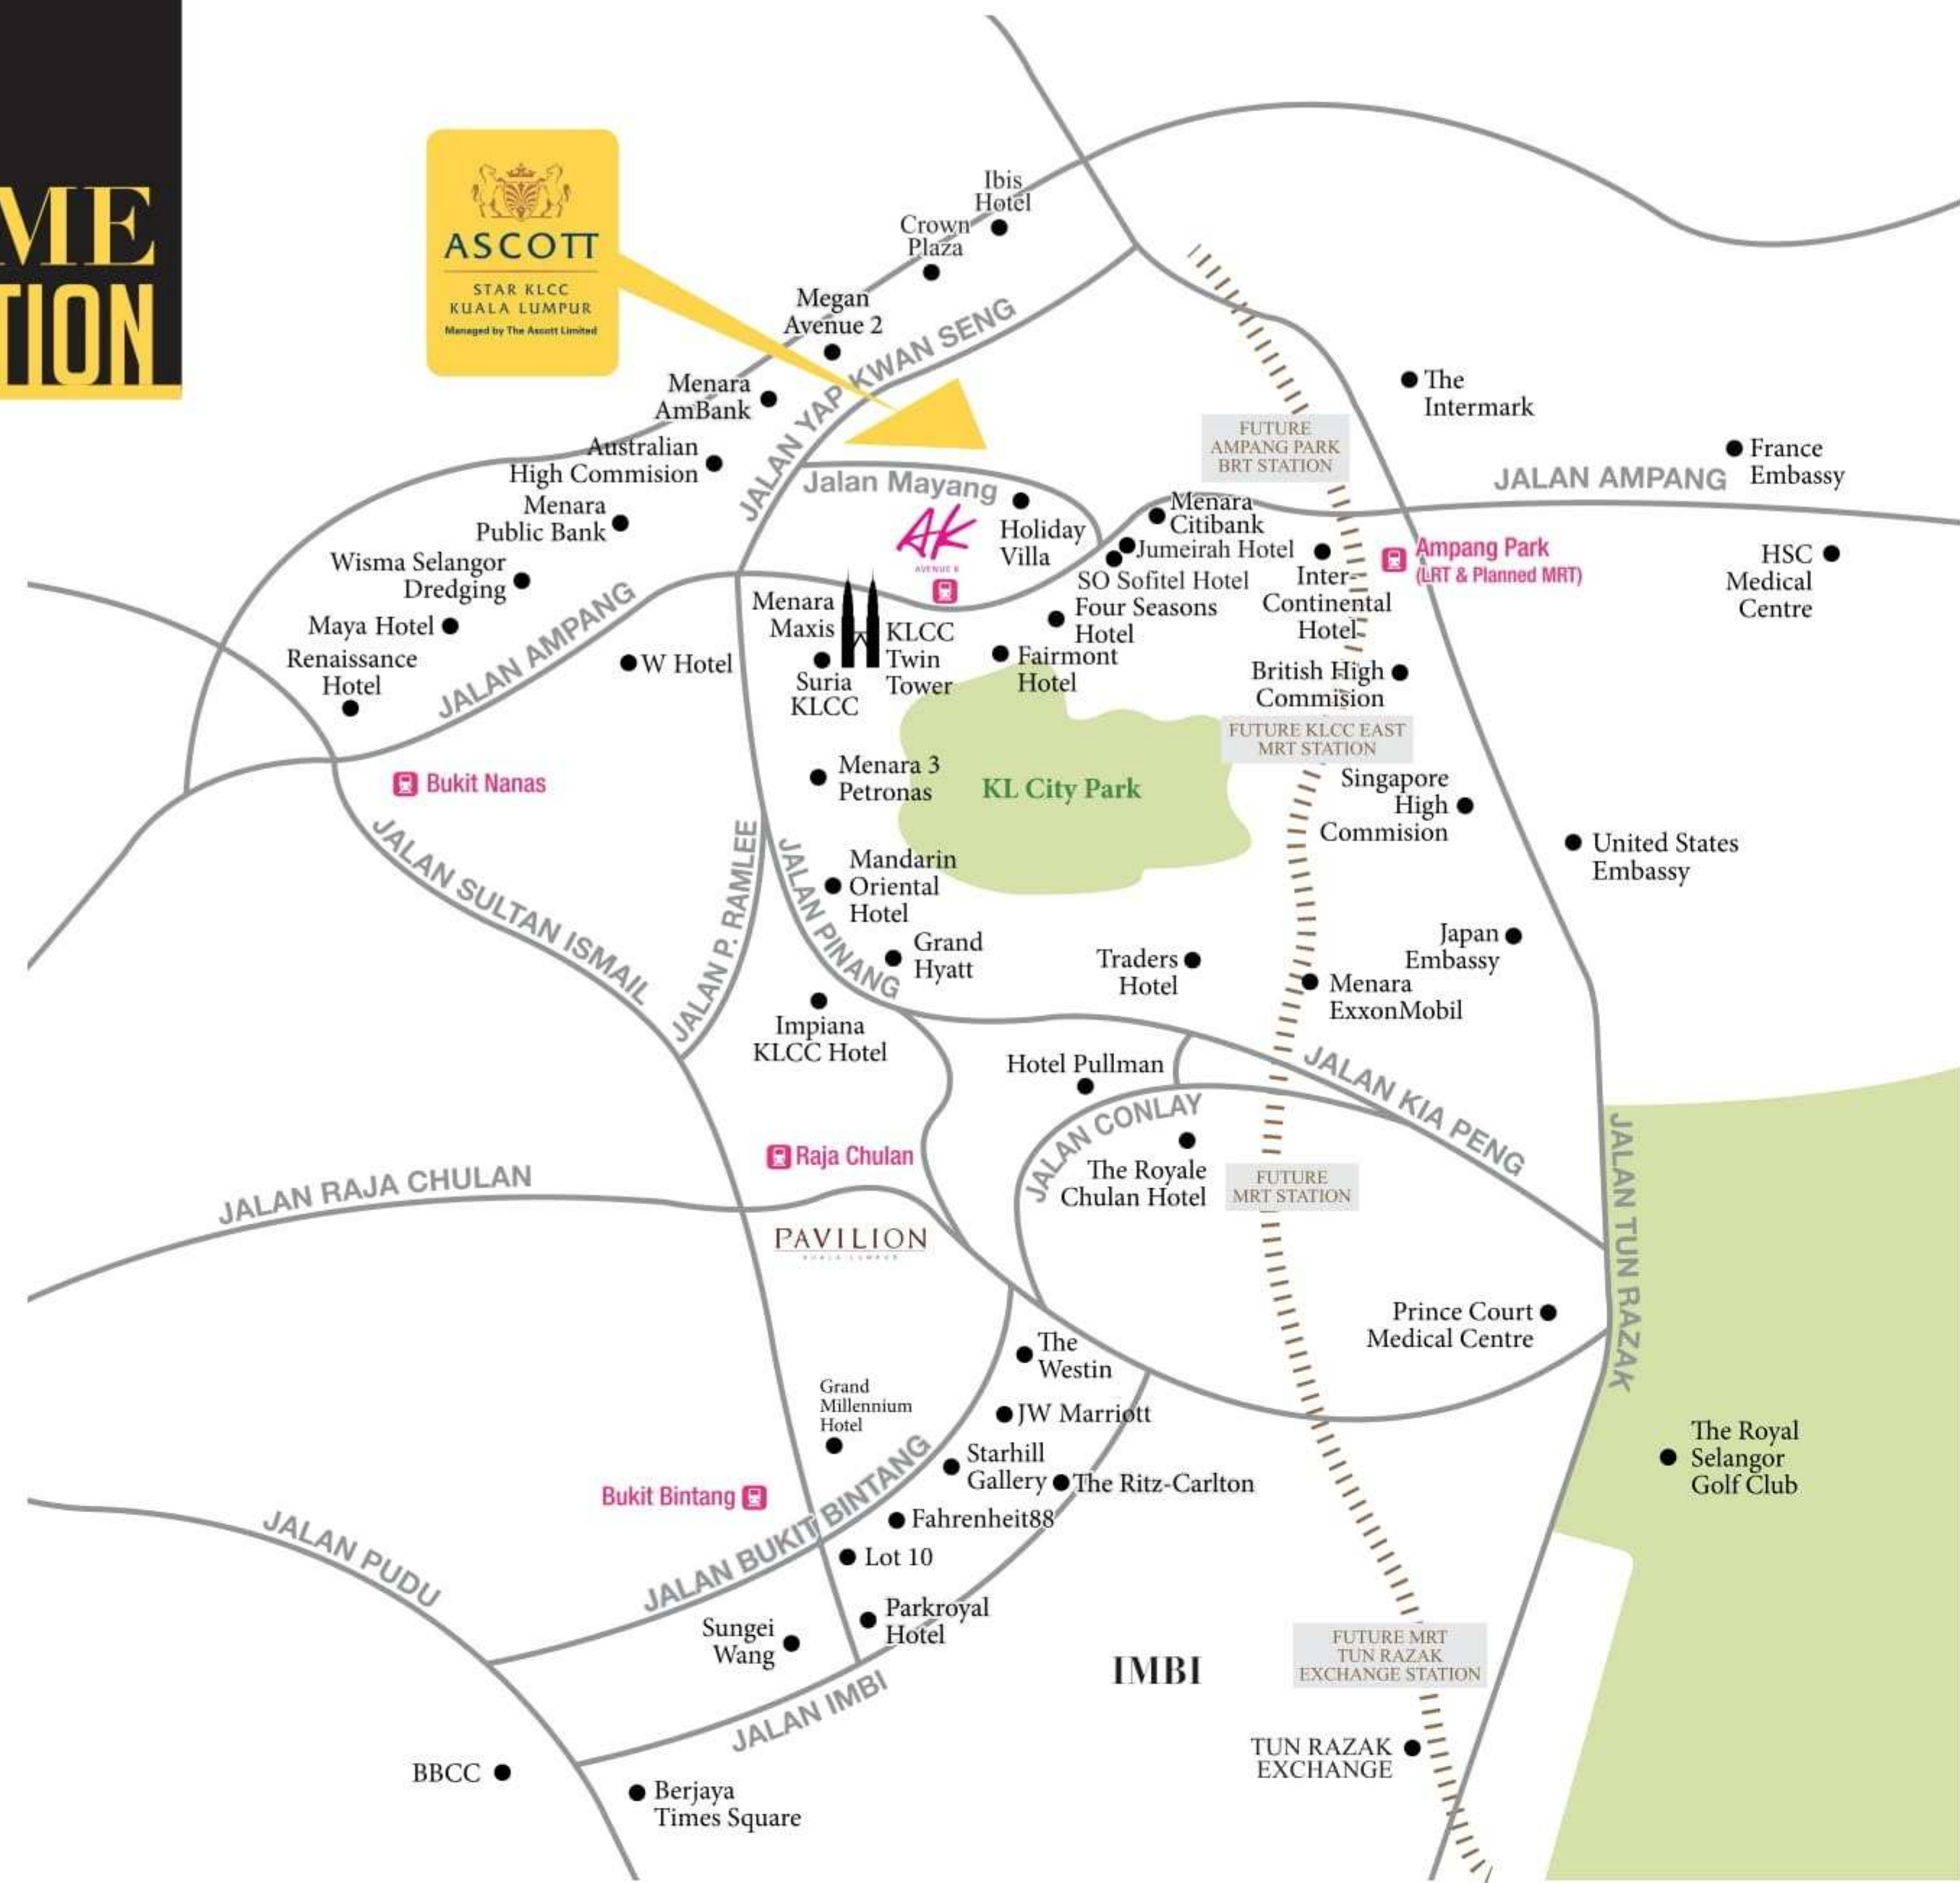 ME
TION
ASCOTT
STAR KLCC
KUALA LUMPUR
Managed by The Ascott Limited
Ibis
Hotel
Crown
Plaza
Megan
Avenue 2
JALAN YAP KWAN SENG
Menara
AmBank
Australian
High Commision
Menara
Public Bank
Wisma Selangor
Dredging
Maya Hotel
Renaissance
Hotel
JALAN AMPANG
W Hotel
Jalan Mayang
AK
AVENUE K
Holiday
Villa
Menara
Citibank
Jumeirah Hotel
SO Sofitel Hotel
Four Seasons
Hotel
Fairmont
Hotel
Inter-
Continental
Hotel
British High
Commision
FUTURE
AMPANG PARK
BRT STATION
The
Intermark
JALAN AMPANG
France
Embassy
Ampang Park
(LRT & Planned MRT)
HSC
Medical
Centre
Menara
Maxis
KLCC
Twin
Tower
Suria
KLCC
FUTURE KLCC EAST
MRT STATION
Bukit Nanas
Menara 3
Petronas
KL City Park
Singapore
High
Commision
United States
Embassy
JALAN SULTAN ISMAIL
JALAN P. RAMLEE
JALAN PINANG
Mandarin
Oriental
Hotel
Grand
Hyatt
Traders
Hotel
Japan
Embassy
Menara
ExxonMobil
Impiana
KLCC Hotel
Hotel Pullman
JALAN KIA PENG
JALAN CONLAY
Raja Chulan
The Royale
Chulan Hotel
FUTURE
MRT STATION
JALAN RAJA CHULAN
JALAN TUN RAZAK
PAVILION
KUALA LUMPUR
Prince Court
Medical Centre
The
Westin
Grand
Millennium
Hotel
JW Marriott
Starhill
Gallery
The Ritz-Carlton
The Royal
Selangor
Golf Club
Bukit Bintang
JALAN BUKIT BINTANG
Fahrenheit88
Lot 10
JALAN PUDU
Parkroyal
Hotel
Sungei
Wang
IMBI
FUTURE MRT
TUN RAZAK
EXCHANGE STATION
JALAN IMBI
TUN RAZAK
EXCHANGE
BBCC
Berjaya
Times Square